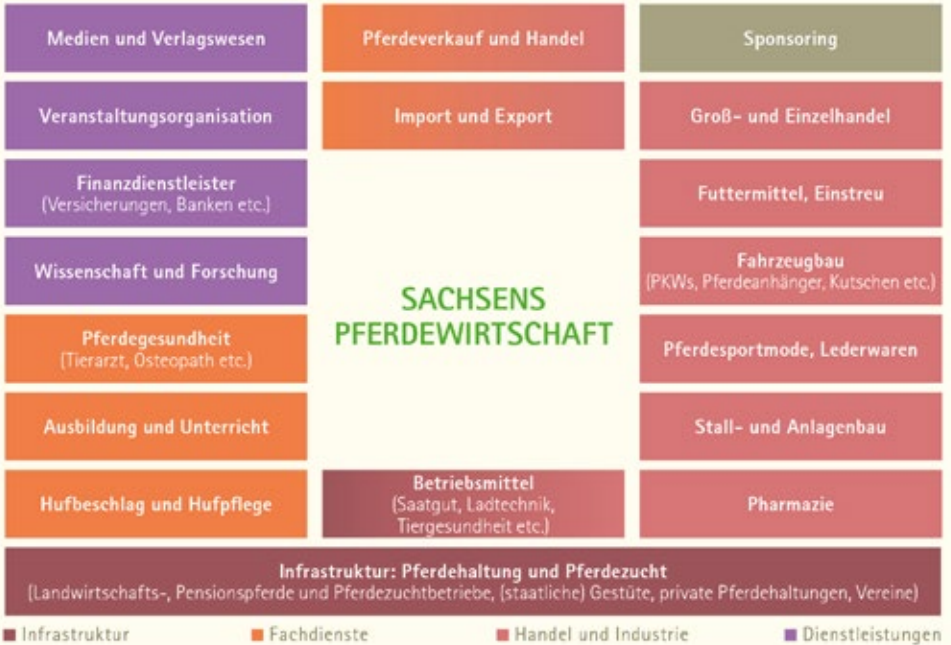 Medien und Verlagswesen
Pferdeverkauf und Handel
Sponsoring
Veranstaltungsorganisation
Import und Export
Groß- und Einzelhandel
Finanzdienstleister
(Versicherungen, Banken etc.)
Futtermittel, Einstreu
Wissenschaft und Forschung
Fahrzeugbau
(PKWs, Pferdeanhänger, Kutschen etc.)
SACHSENS
PFERDEWIRTSCHAFT
Pferdegesundheit
(Tierarzt, Osteopath etc.)
Pferdesportmode, Lederwaren
Ausbildung und Unterricht
Stall- und Anlagenbau
Hufbeschlag und Hufpflege
Betriebsmittel
(Saatgut, Ladtechnik,
Tiergesundheit etc.)
Pharmazie
Infrastruktur: Pferdehaltung und Pferdezucht
(Landwirtschafts-, Pensionspferde und Pferdezuchtbetriebe, (staatliche) Gestüte, private Pferdehaltungen, Vereine)
Infrastruktur
Fachdienste
Handel und Industrie
Dienstleistungen